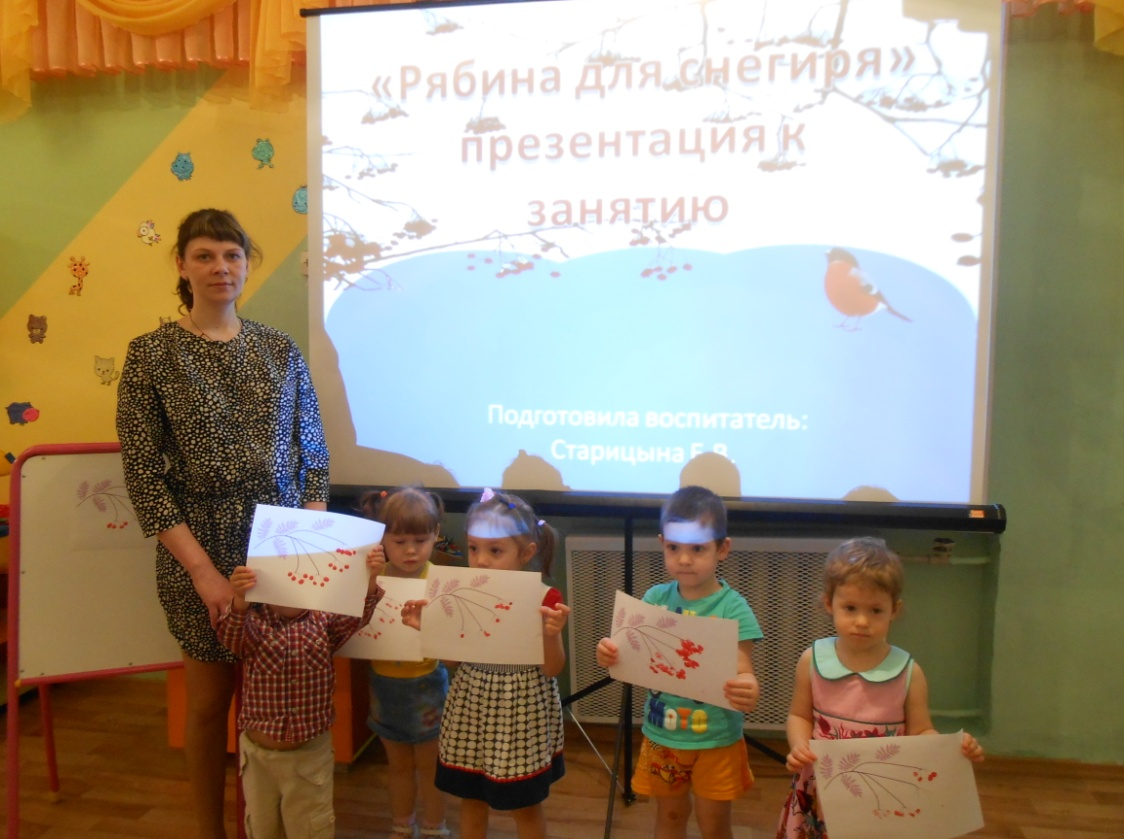 «Рябина для снегиря»
презентация к
занятию
Подготовила воспитатель:
Старицына Е.В.